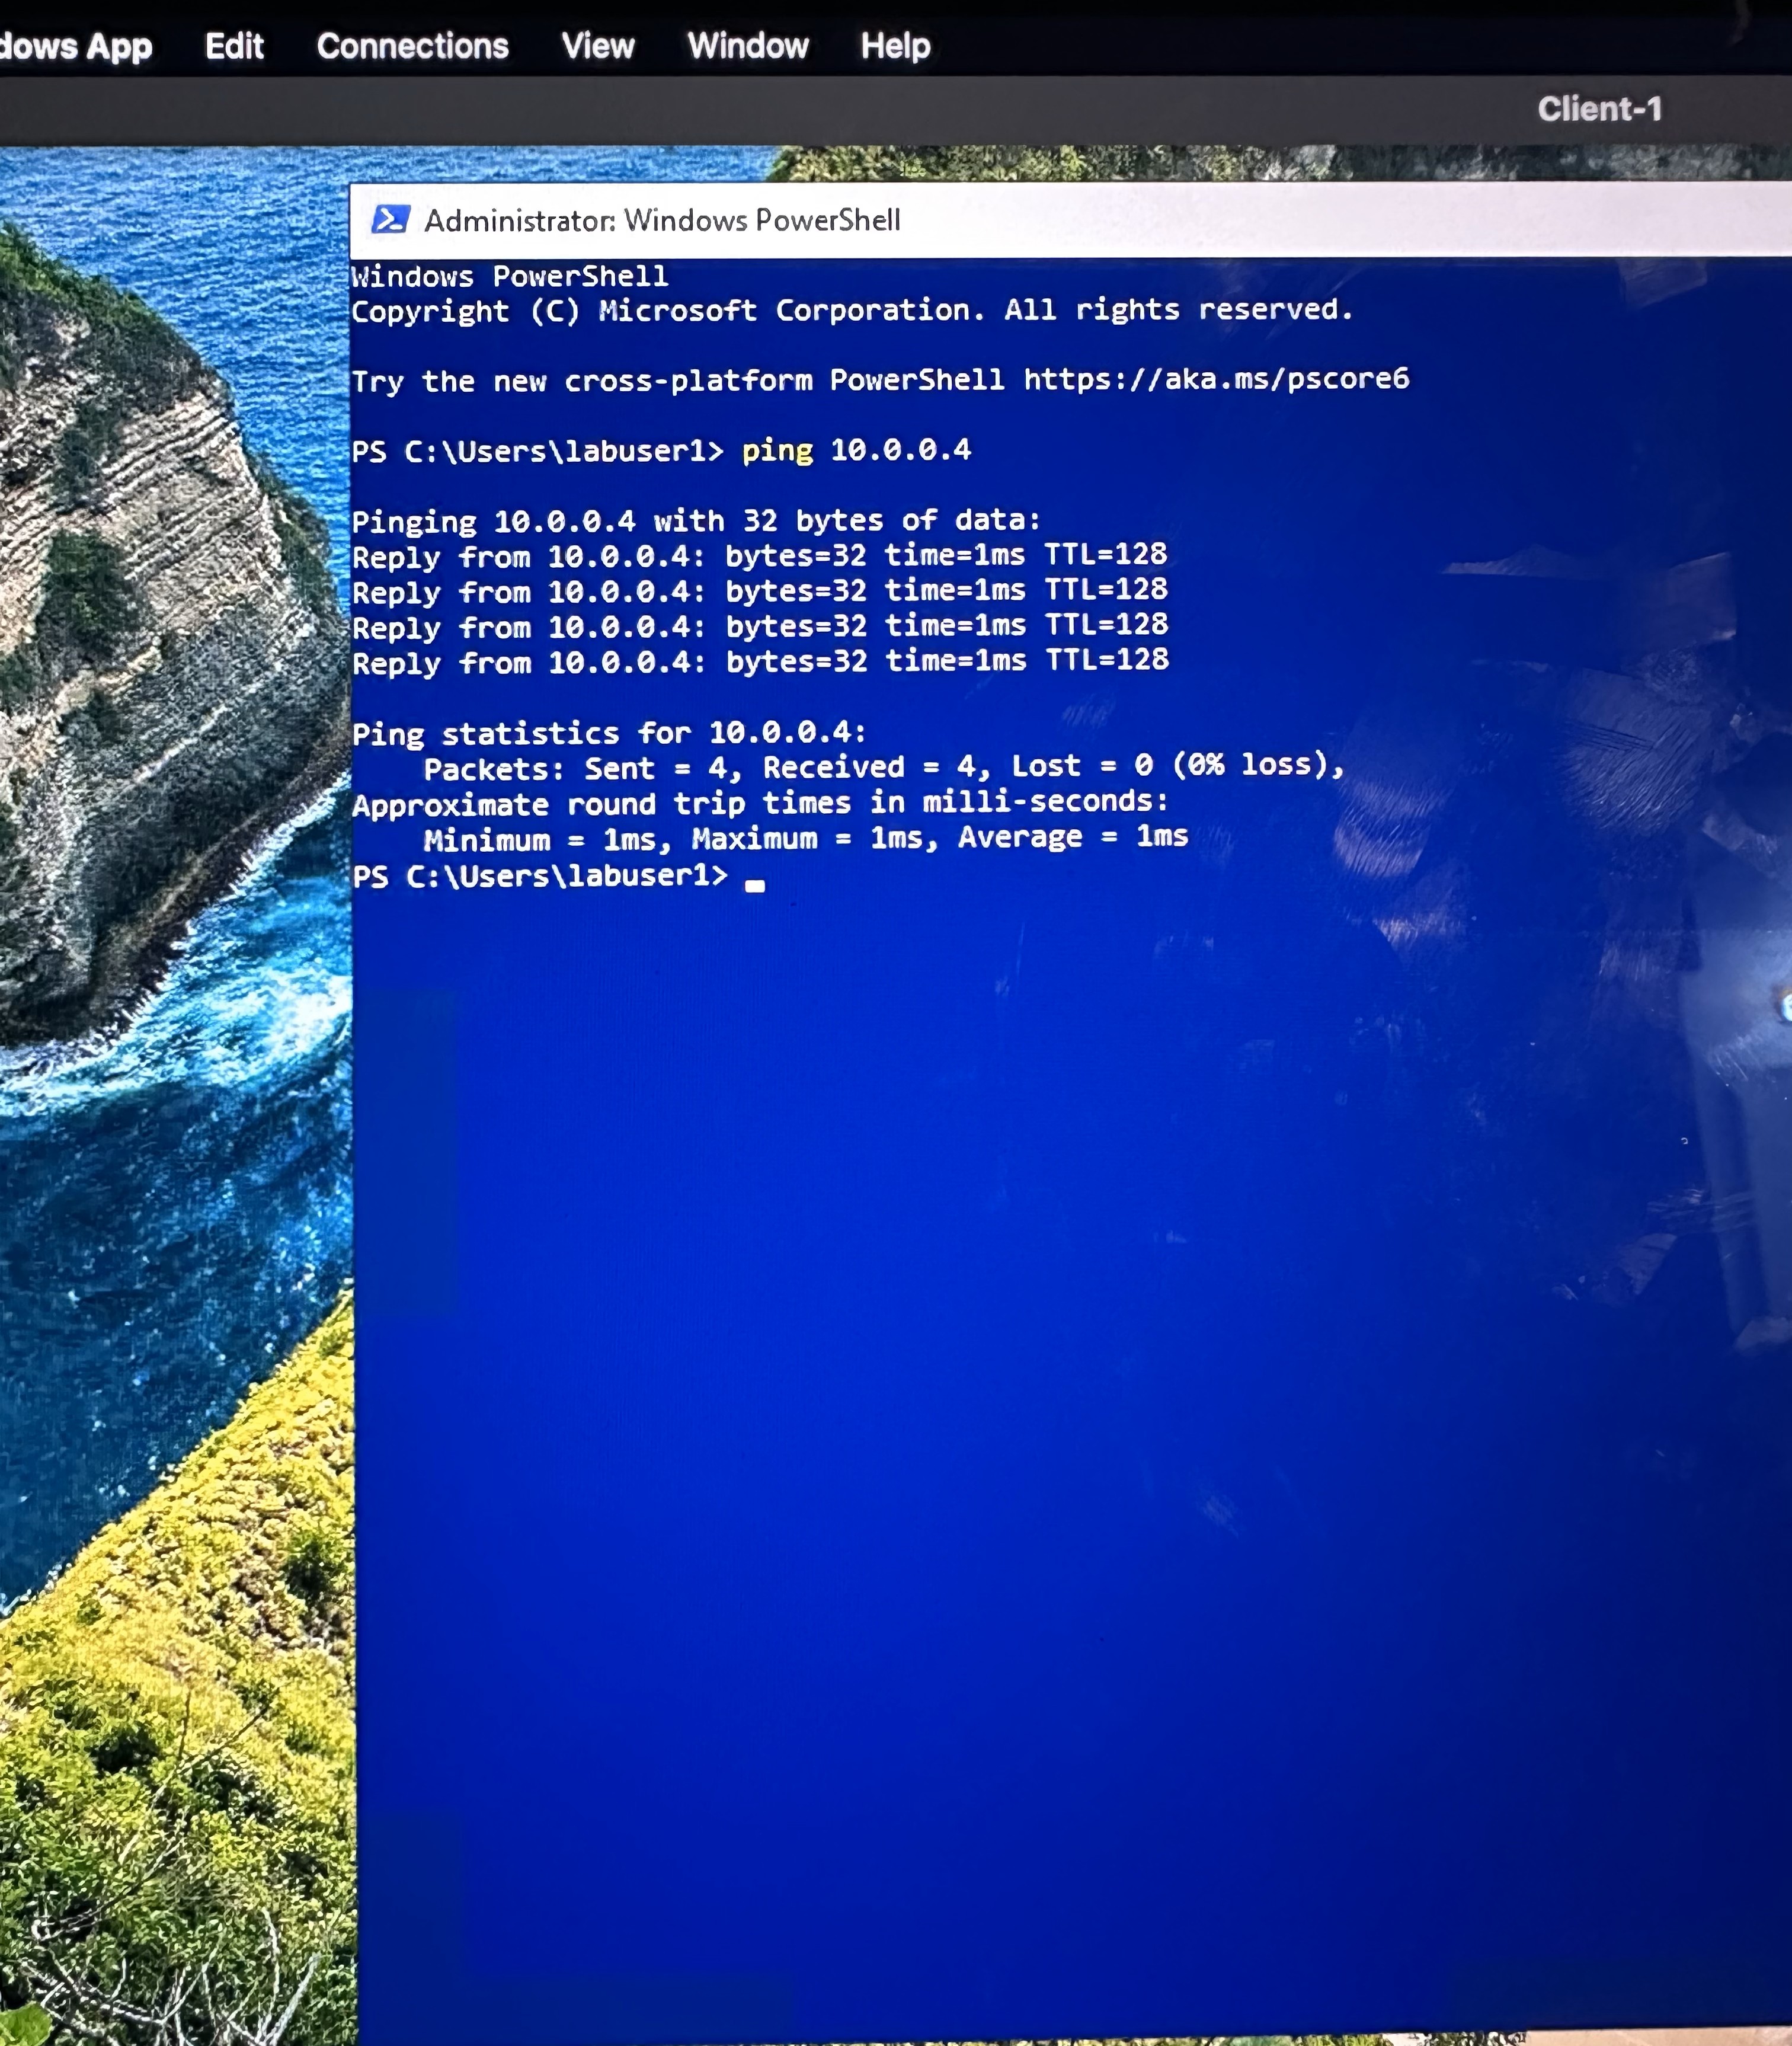 dows App Edit Connections View Window Help
Client-1
Administrator: Windows PowerShell
Windows PowerShell
Copyright (C) Microsoft Corporation. All rights reserved.
Try the new cross-platform PowerShell https://aka.ms/pscore6
PS C:\Users\labuser1> ping 10.0.0.4
Pinging 10.0.0.4 with 32 bytes of data:
Reply from 10.0.0.4: bytes=32 time=1ms TTL=128
Reply from 10.0.0.4: bytes=32 time=1ms TTL=128
Reply from 10.0.0.4: bytes=32 time=1ms TTL=128
Reply from 10.0.0.4: bytes=32 time=1ms TTL=128
Ping statistics for 10.0.0.4:
    Packets: Sent = 4, Received = 4, Lost = 0 (0% loss),
Approximate round trip times in milli-seconds:
    Minimum = 1ms, Maximum = 1ms, Average = 1ms
PS C:\Users\labuser1>